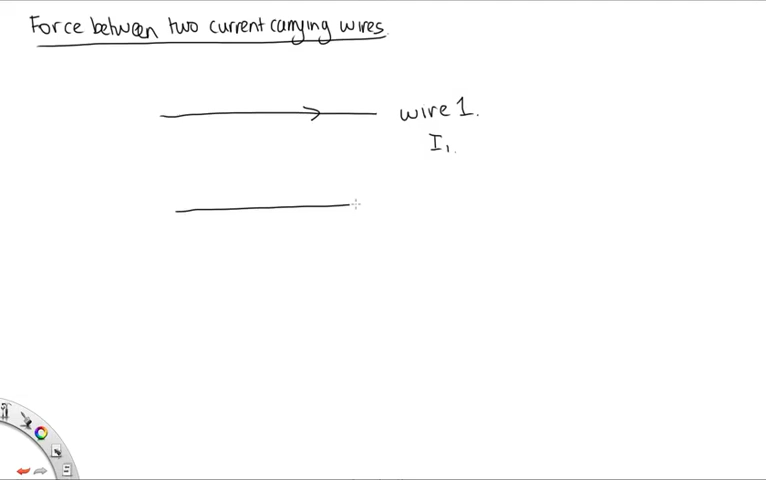 Force between two current carrying wires.
wire 1.
I₁.